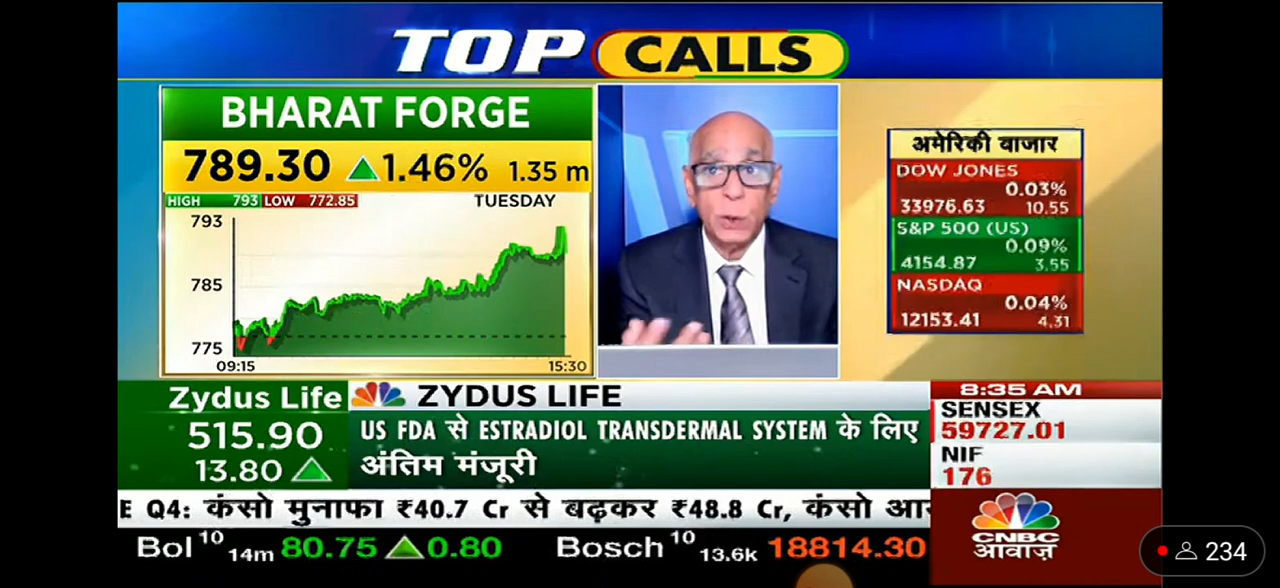 TOP CALLS
BHARAT FORGE
789.30 ▲1.46% 1.35 m
HIGH 793 LOW 772.85 TUESDAY
793
785
775
09:15 15:30
अमेरिकी बाजार
DOW JONES
0.03%
33976.63 10.55
S&P 500 (US)
0.09%
4154.87 3.55
NASDAQ
0.04%
12153.41 4.31
Zydus Life
515.90
13.80 ▲
ZYDUS LIFE
US FDA से ESTRADIOL TRANSDERMAL SYSTEM के लिए
अंतिम मंजूरी
8:35 AM
SENSEX
59727.01
NIF
176
E Q4: कंसो मुनाफा ₹40.7 Cr से बढ़कर ₹48.8 Cr, कंसो
BoI 10 14m 80.75 ▲0.80 Bosch 10 13.6k 18814.30
CNBC
आवाज़
234